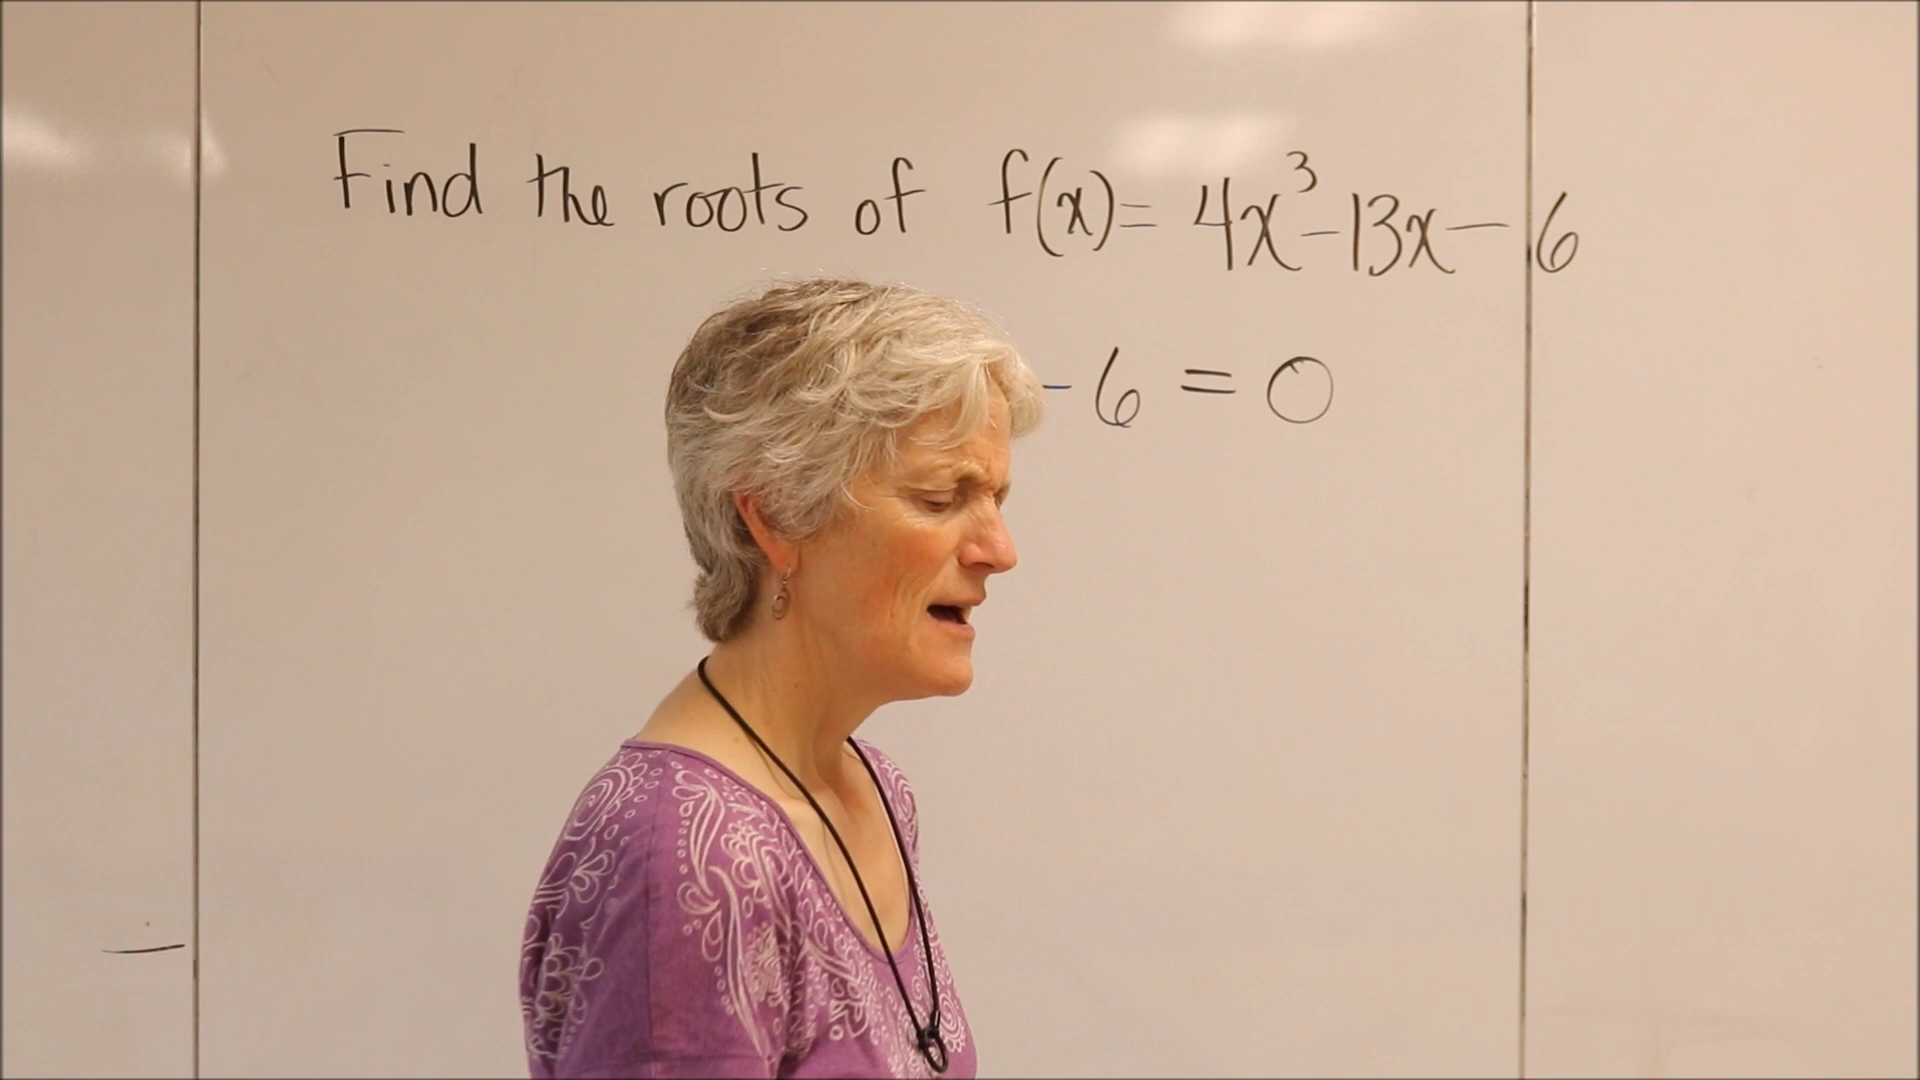 Find the roots of f(x)= 4x³-13x-6
-6 = 0